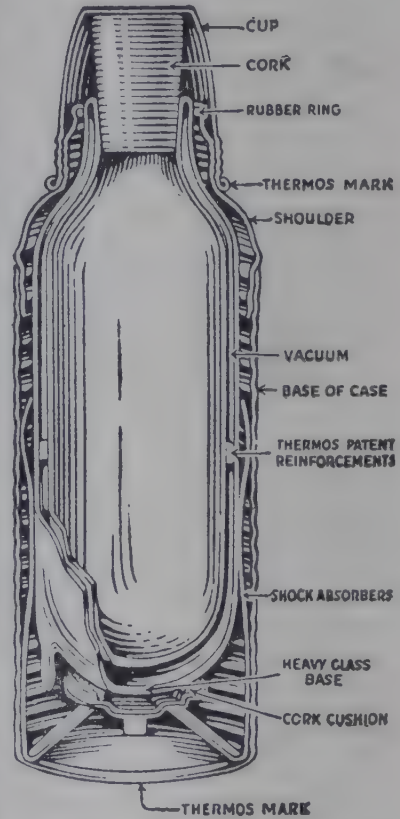 CUP
CORK
RUBBER RING
THERMOS MARK
SHOULDER
VACUUM
BASE OF CASE
THERMOS PATENT
REINFORCEMENTS
SHOCK ABSORBERS
HEAVY GLASS
BASE
CORK CUSHION
THERMOS MARK